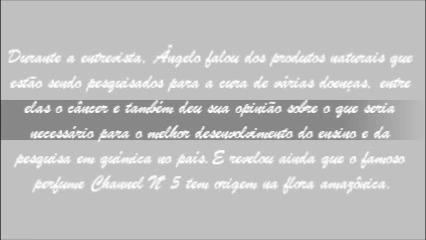 Durante a entrevista, Ângelo falou dos produtos naturais que
estão sendo pesquisados para a cura de várias doenças, entre
elas o câncer e também deu sua opinião sobre o que seria
necessário para o melhor desenvolvimento do ensino e da
pesquisa em química no país. E revelou ainda que o famoso
perfume Channel Nº 5 tem origem na flora amazônica.